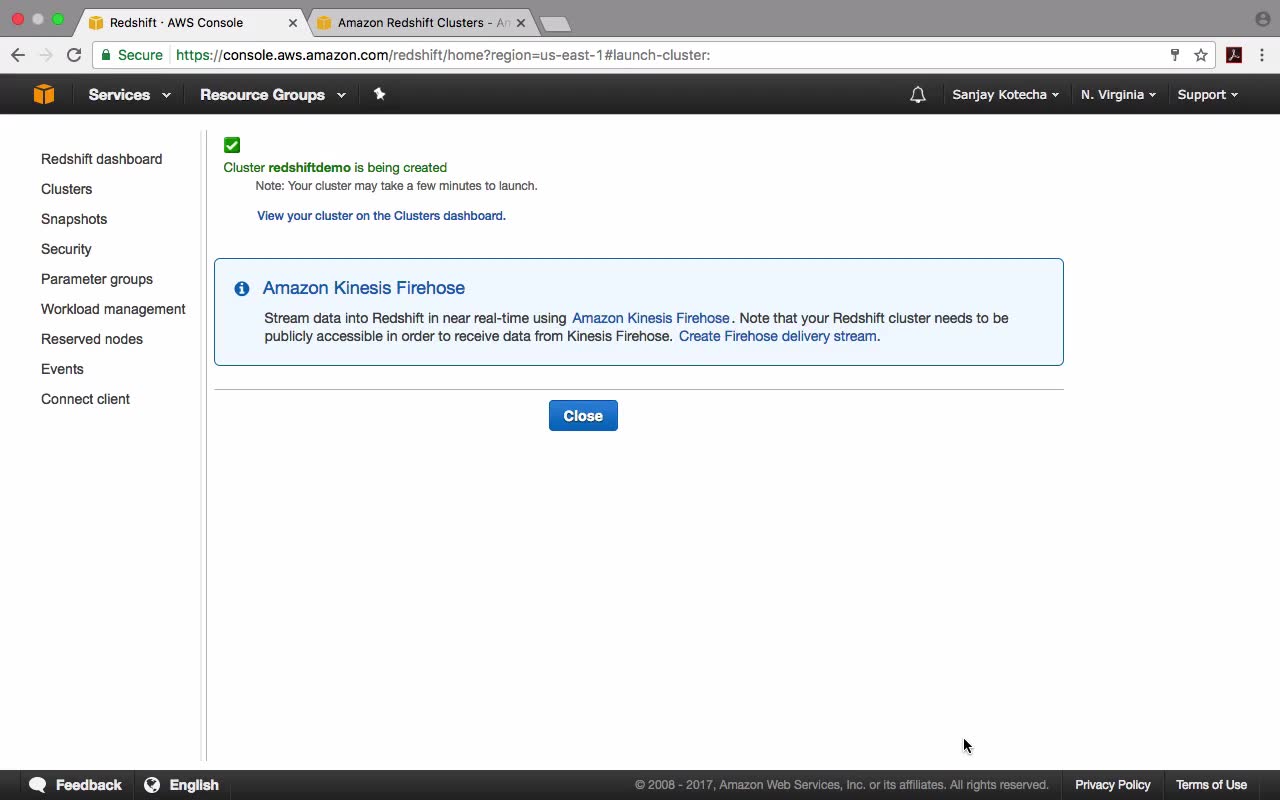 Redshift · AWS Console
Amazon Redshift Clusters - Am
Secure
https://console.aws.amazon.com/redshift/home?region=us-east-1#launch-cluster:
Services
Resource Groups
Sanjay Kotecha
N. Virginia
Support
Redshift dashboard
Clusters
Snapshots
Security
Parameter groups
Workload management
Reserved nodes
Events
Connect client
Cluster redshiftdemo is being created
Note: Your cluster may take a few minutes to launch.
View your cluster on the Clusters dashboard.
Amazon Kinesis Firehose
Stream data into Redshift in near real-time using Amazon Kinesis Firehose. Note that your Redshift cluster needs to be
publicly accessible in order to receive data from Kinesis Firehose. Create Firehose delivery stream.
Close
Feedback
English
© 2008 - 2017, Amazon Web Services, Inc. or its affiliates. All rights reserved.
Privacy Policy
Terms of Use